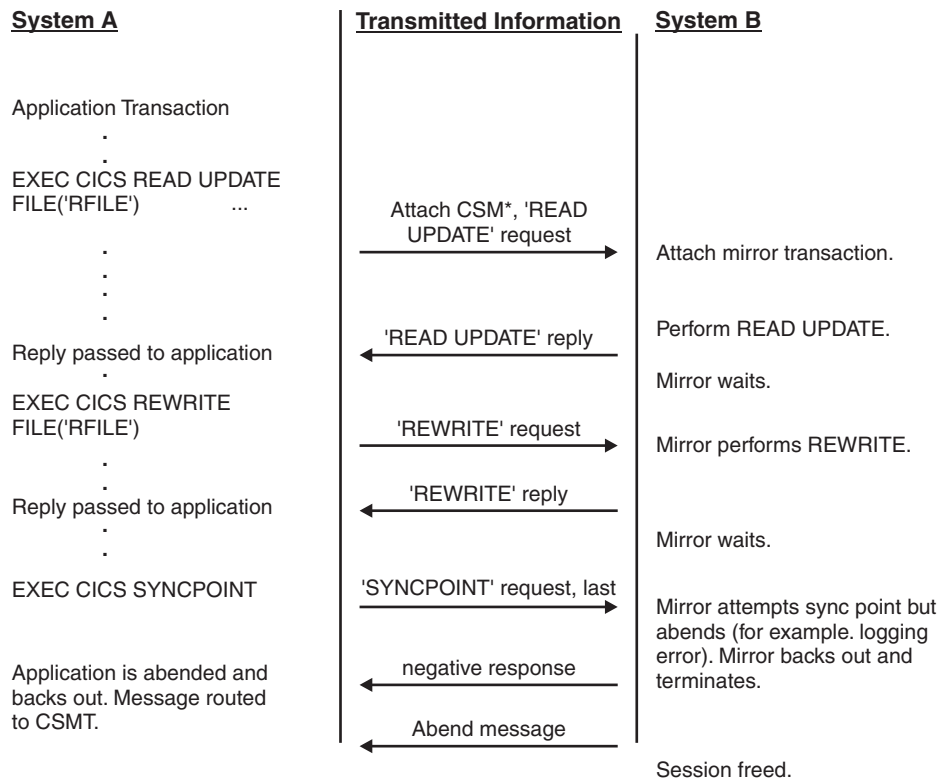 System A
Transmitted Information
System B
Application Transaction
.
.
EXEC CICS READ UPDATE
FILE('RFILE') ...
Attach CSM*, 'READ
UPDATE' request
Attach mirror transaction.
.
.
.
.
Perform READ UPDATE.
'READ UPDATE' reply
Reply passed to application
.
Mirror waits.
EXEC CICS REWRITE
FILE('RFILE')
'REWRITE' request
Mirror performs REWRITE.
.
.
'REWRITE' reply
Reply passed to application
.
.
Mirror waits.
EXEC CICS SYNCPOINT
'SYNCPOINT' request, last
Mirror attempts sync point but
abends (for example. logging
error). Mirror backs out and
terminates.
negative response
Application is abended and
backs out. Message routed
to CSMT.
Abend message
Session freed.